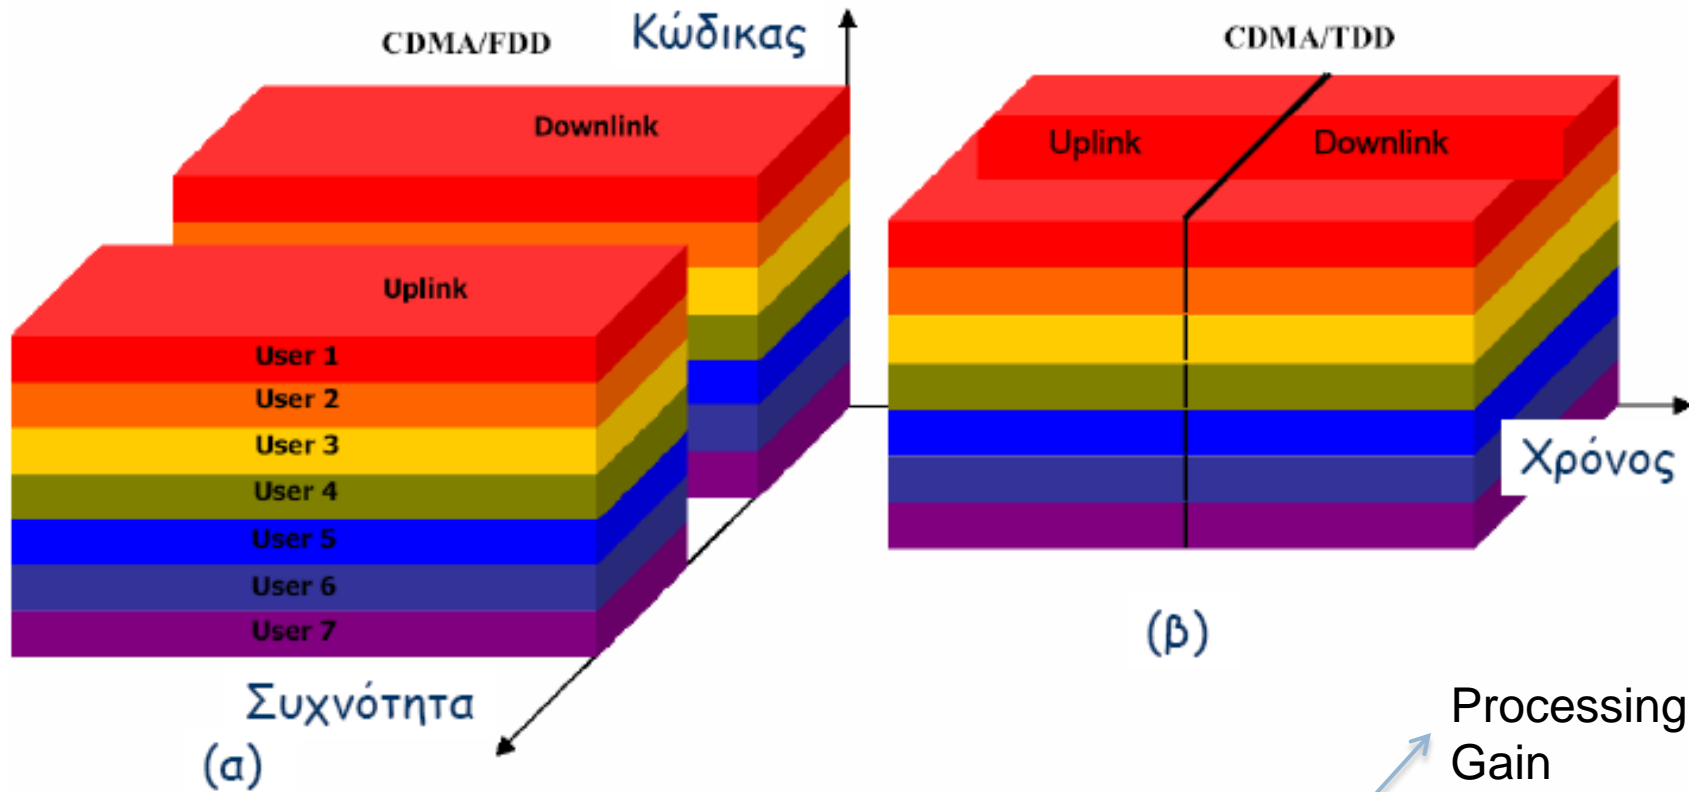 CDMA/FDD
Κώδικας
CDMA/TDD
Downlink
Uplink
Uplink
Downlink
User 1
User 2
User 3
User 4
User 5
User 6
User 7
Χρόνος
Συχνότητα
(α)
(β)
Processing
Gain